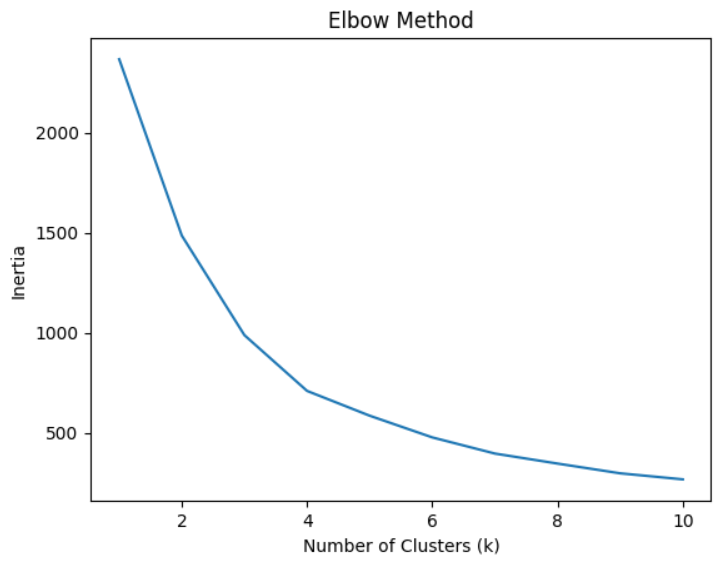 Elbow Method
2000
1500
1000
500
Inertia
2 4 6 8 10
Number of Clusters (k)